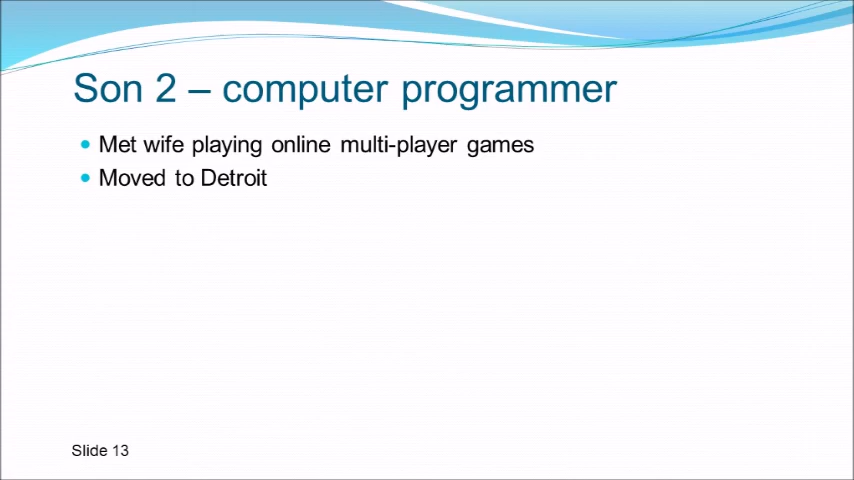 Son 2 – computer programmer
Met wife playing online multi-player games
Moved to Detroit
Slide 13